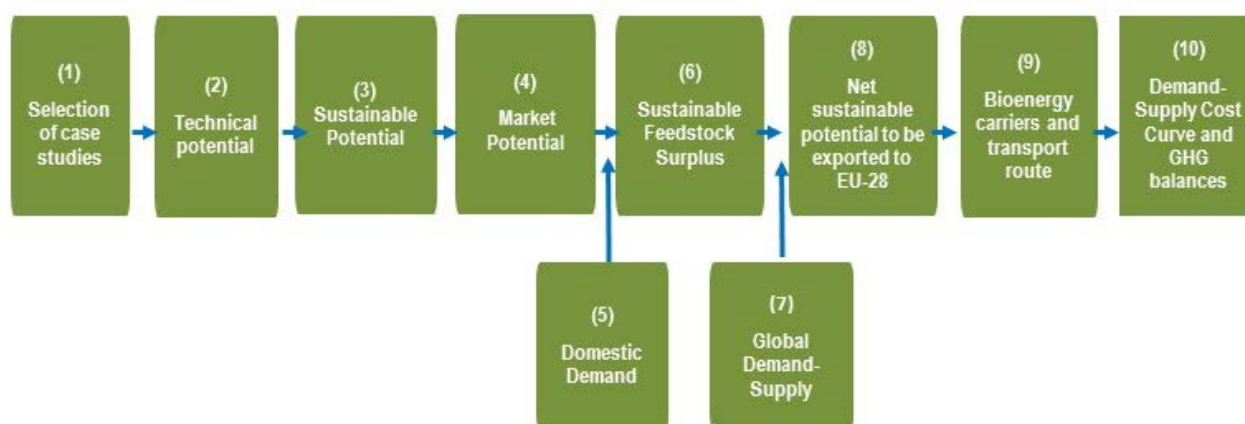 (1)
Selection
of case
studies
(2)
Technical
potential
(3)
Sustainable
Potential
(4)
Market
Potential
(6)
Sustainable
Feedstock
Surplus
(8)
Net
sustainable
potential to be
exported to
EU-28
(9)
Bioenergy
carriers and
transport
route
(10)
Demand-
Supply Cost
Curve and
GHG
balances
(5)
Domestic
Demand
(7)
Global
Demand-
Supply